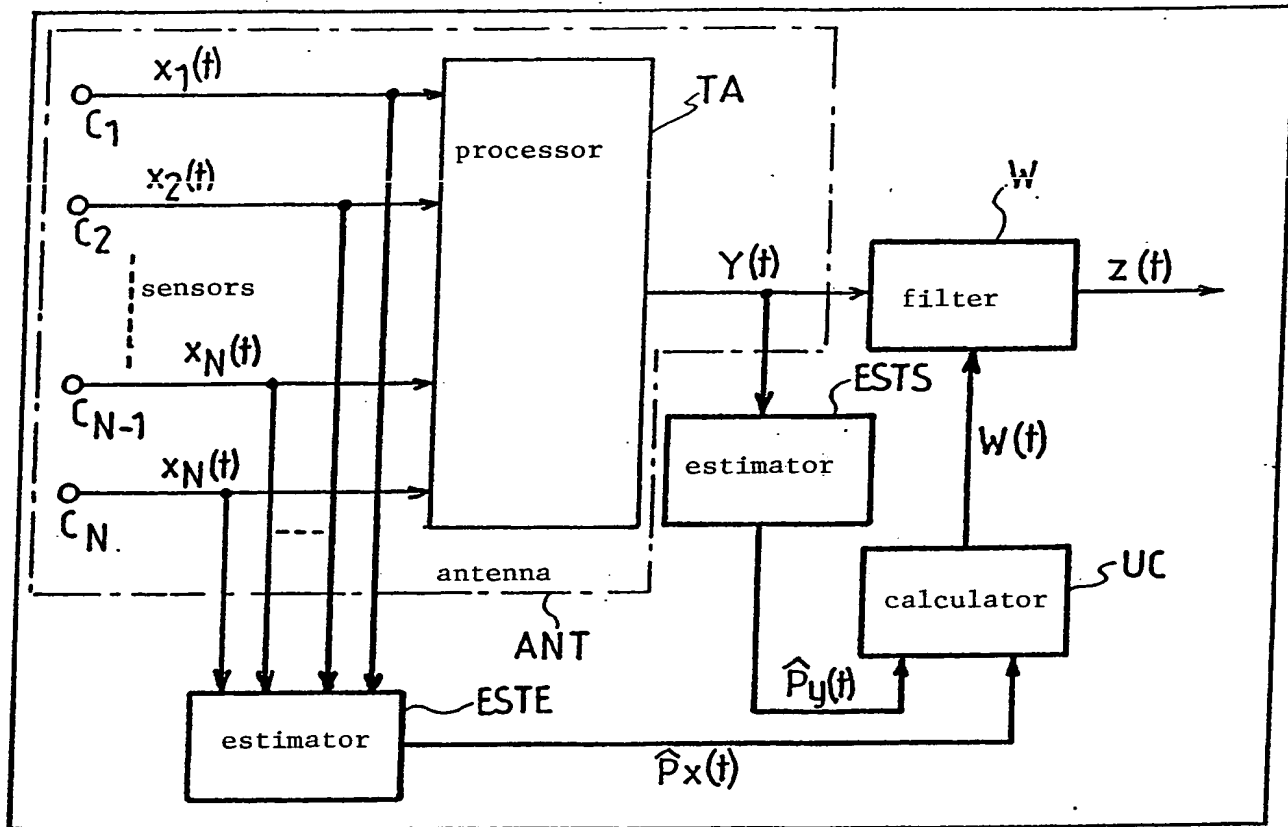 x1(t)
C1
x2(t)
C2
sensors
xN(t)
CN-1
xN(t)
CN.
processor
TA
antenna
ANT
Y(t)
W
filter
z(t)
ESTS
estimator
W(t)
UC
calculator
P̂y(t)
ESTE
estimator
P̂x(t)